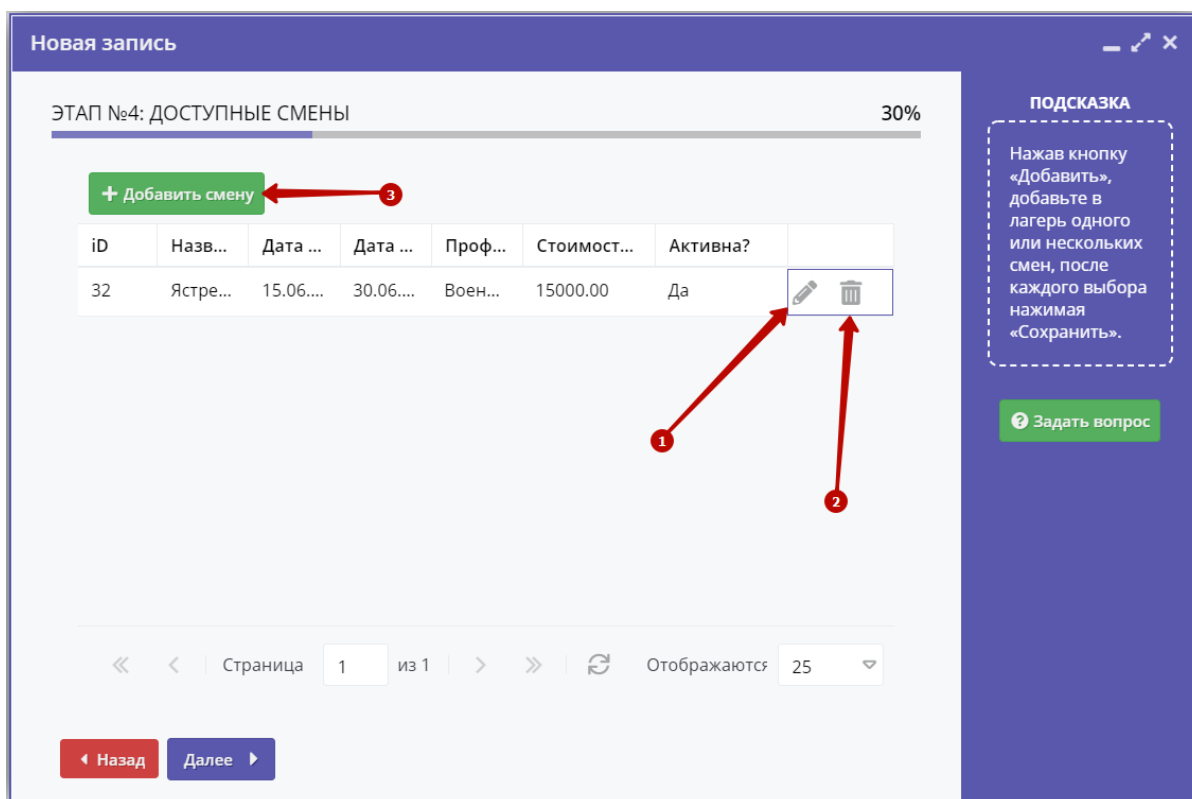 Новая запись
ЭТАП №4: ДОСТУПНЫЕ СМЕНЫ 30%
+ Добавить смену 3
iD Назв... Дата ... Дата ... Проф... Стоимост... Активна?
32 Ястре... 15.06.... 30.06.... Воен... 15000.00 Да
1
2
Страница 1 из 1 Отображаются 25
Назад Далее
ПОДСКАЗКА
Нажав кнопку
«Добавить»,
добавьте в
лагерь одного
или нескольких
смен, после
каждого выбора
нажимая
«Сохранить».
Задать вопрос